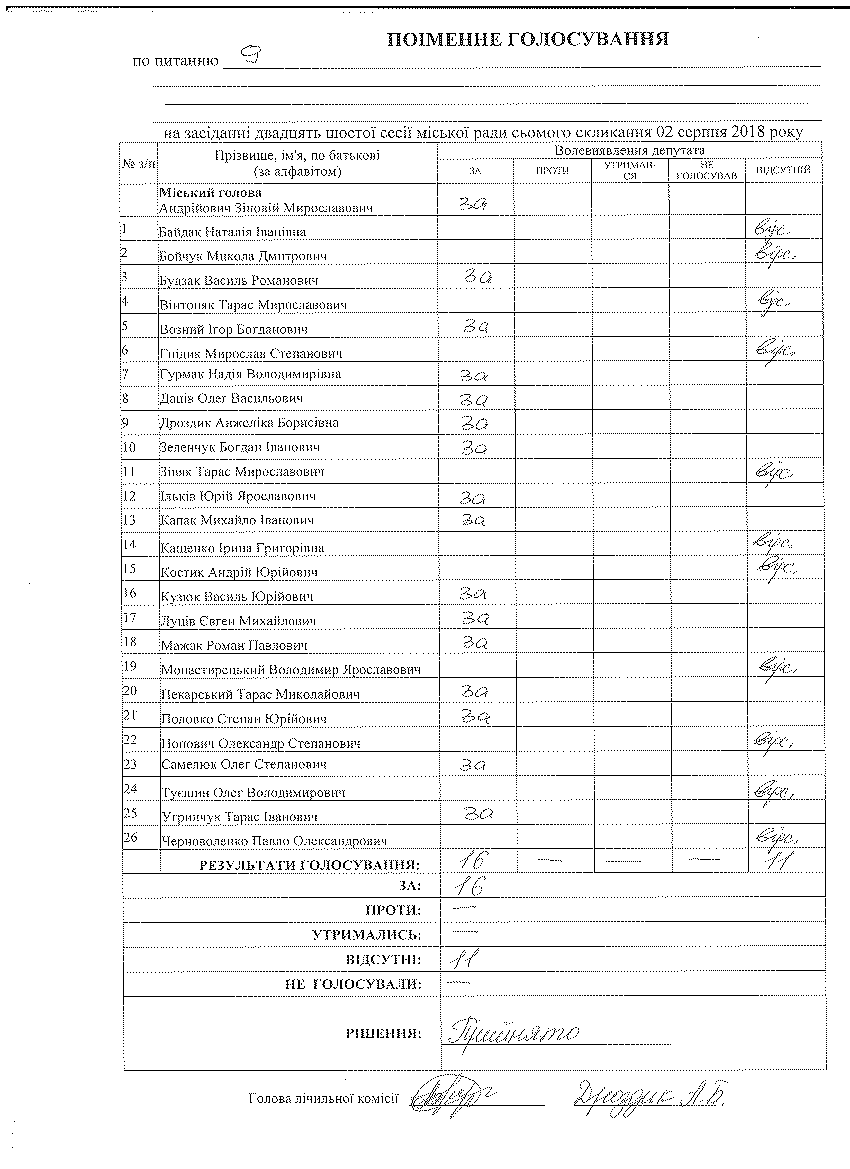 ПОІМЕННЕ ГОЛОСУВАННЯ
по питанню 9
на засіданні двадцять шостої сесії міської ради сьомого скликання 02 серпня 2018 року
№ з/п Прізвище, ім'я, по батькові (за алфавітом) Волевиявлення депутата
ЗА ПРОТИ УТРИМАВ-СЯ НЕ ГОЛОСУВАВ ВІДСУТНІЙ
Міський голова
Андрійович Зіновій Мирославович за
1 Байдак Наталія Іванівна відс.
2 Бойчук Микола Дмитрович відс.
3 Будзак Василь Романович за
4 Вінтоняк Тарас Мирославович відс.
5 Возний Ігор Богданович за
6 Гнідик Мирослав Степанович відс.
7 Гурмак Надія Володимирівна за
8 Даців Олег Васильович за
9 Дроздик Анжеліка Борисівна за
10 Зеленчук Богдан Іванович за
11 Зіняк Тарас Мирославович відс.
12 Ільків Юрій Ярославович за
13 Капак Михайло Іванович за
14 Кащенко Ірина Григорівна відс.
15 Костик Андрій Юрійович відс.
16 Кузюк Василь Юрійович за
17 Луців Євген Михайлович за
18 Мажак Роман Павлович за
19 Монастирецький Володимир Ярославович відс.
20 Пекарський Тарас Миколайович за
21 Половко Степан Юрійович за
22 Попович Олександр Степанович відс.
23 Самелюк Олег Степанович за
24 Олег Володимирович відс.
25 Угринчук Тарас Іванович за
26 Черноволенко Павло Олександрович відс.
РЕЗУЛЬТАТИ ГОЛОСУВАННЯ: 16 — — — 11
ЗА: 16
ПРОТИ: —
УТРИМАЛИСЬ: —
ВІДСУТНІ: 11
НЕ ГОЛОСУВАЛИ: —
РІШЕННЯ: Прийнято
Голова лічильної комісії Дроздик А.Б.